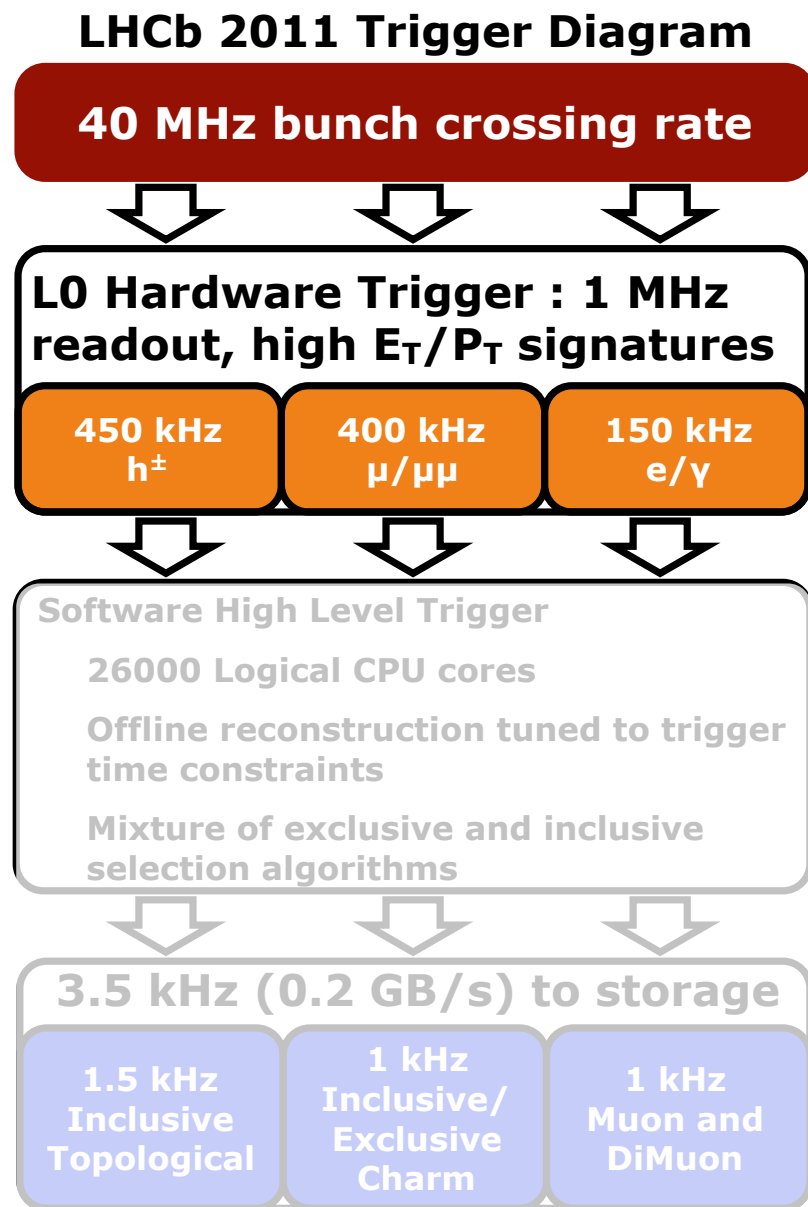 LHCb 2011 Trigger Diagram
40 MHz bunch crossing rate
L0 Hardware Trigger : 1 MHz
readout, high E_T/P_T signatures
450 kHz
h±
400 kHz
µ/µµ
150 kHz
e/γ
Software High Level Trigger
26000 Logical CPU cores
Offline reconstruction tuned to trigger
time constraints
Mixture of exclusive and inclusive
selection algorithms
3.5 kHz (0.2 GB/s) to storage
1.5 kHz
Inclusive
Topological
1 kHz
Inclusive/
Exclusive
Charm
1 kHz
Muon and
DiMuon